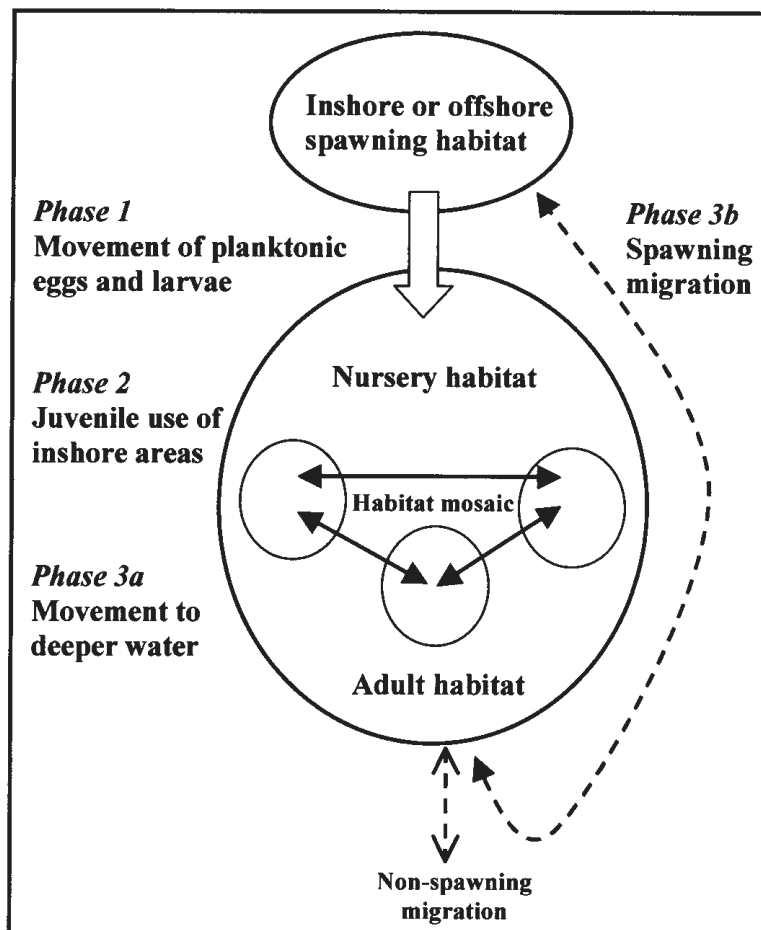 Inshore or offshore
spawning habitat
Phase 1
Movement of planktonic
eggs and larvae
Phase 3b
Spawning
migration
Nursery habitat
Phase 2
Juvenile use of
inshore areas
Habitat mosaic
Phase 3a
Movement to
deeper water
Adult habitat
Non-spawning
migration